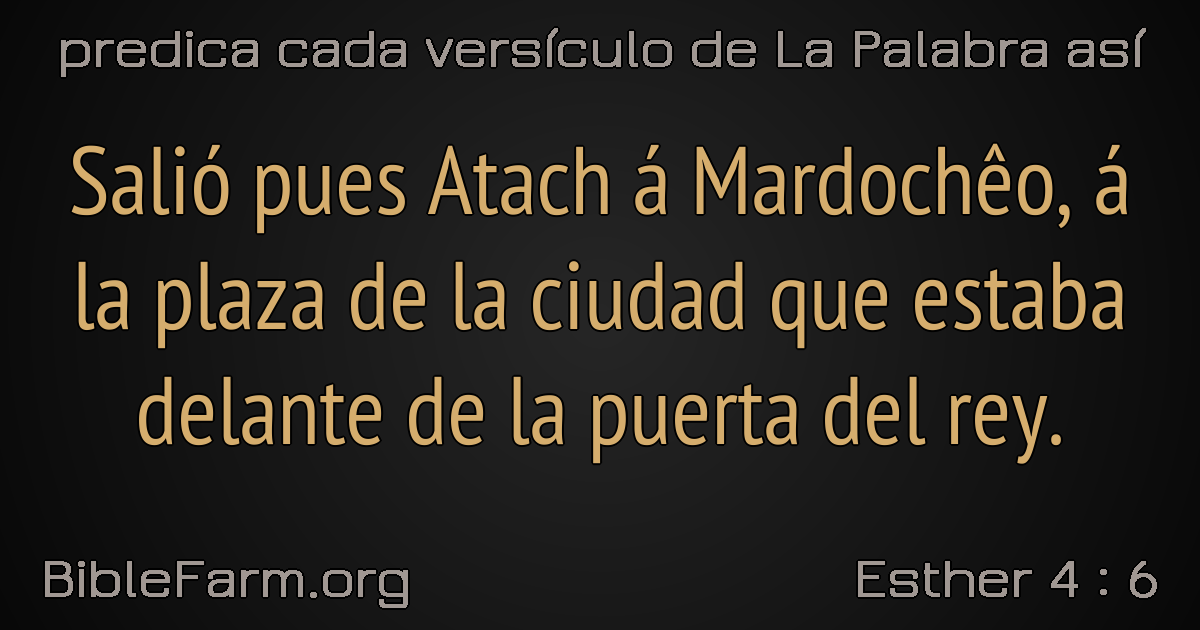 predica cada versículo de La Palabra así
Salió pues Atach á Mardochêo, á
la plaza de la ciudad que estaba
delante de la puerta del rey.
BibleFarm.org
Esther 4 : 6